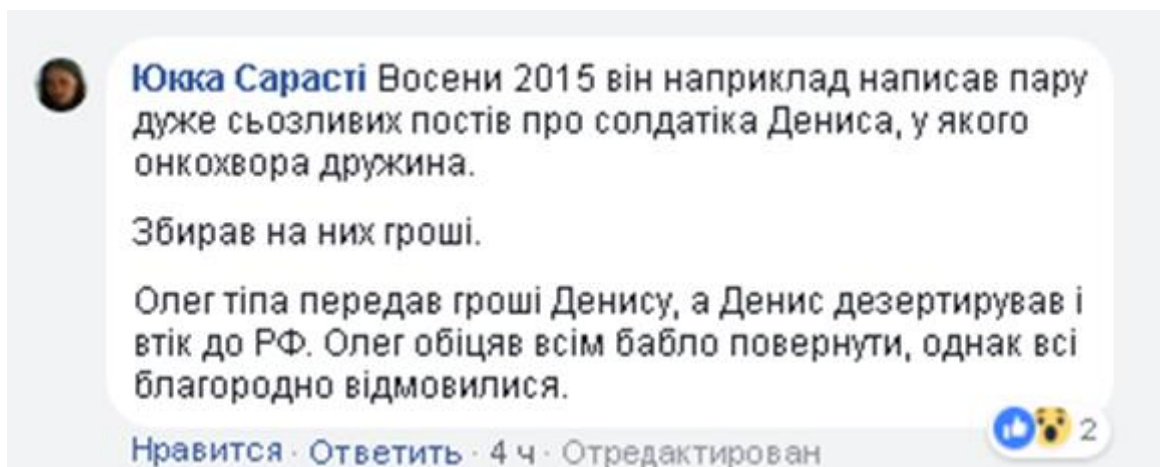 Юкка Сарасті Восени 2015 він наприклад написав пару
дуже сьозливих постів про солдатіка Дениса, у якого
онкохвора дружина.
Збирав на них гроші.
Олег тіпа передав гроші Денису, а Денис дезертирував і
втік до РФ. Олег обіцяв всім бабло повернути, однак всі
благородно відмовилися.
2
Нравится · Ответить · 4 ч · Отредактирован